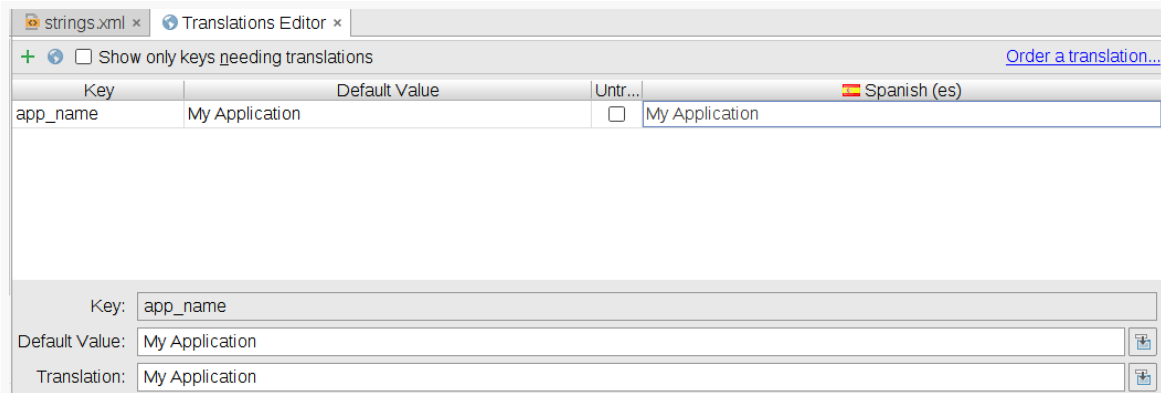 strings.xml × Translations Editor ×
Show only keys needing translations Order a translation...
Key Default Value Untr... Spanish (es)
app_name My Application My Application
Key: app_name
Default Value: My Application
Translation: My Application